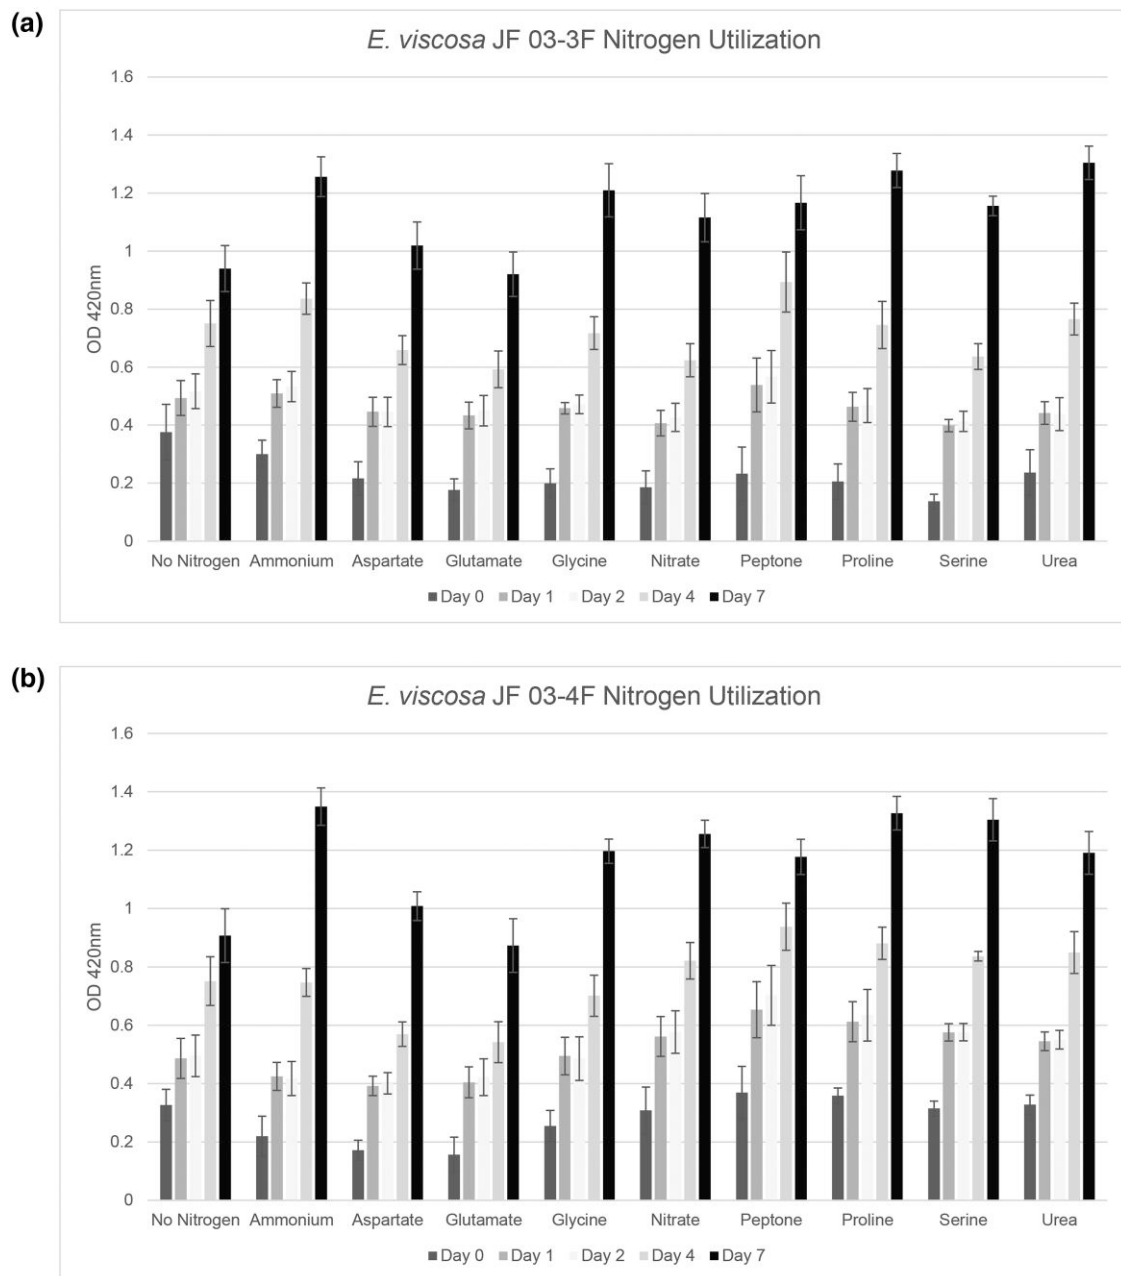 (a)
E. viscosa JF 03-3F Nitrogen Utilization
1.6
1.4
1.2
1
0.8
0.6
0.4
0.2
0
OD 420nm
No Nitrogen Ammonium Aspartate Glutamate Glycine Nitrate Peptone Proline Serine Urea
Day 0 Day 1 Day 2 Day 4 Day 7
(b)
E. viscosa JF 03-4F Nitrogen Utilization
1.6
1.4
1.2
1
0.8
0.6
0.4
0.2
0
OD 420nm
No Nitrogen Ammonium Aspartate Glutamate Glycine Nitrate Peptone Proline Serine Urea
Day 0 Day 1 Day 2 Day 4 Day 7